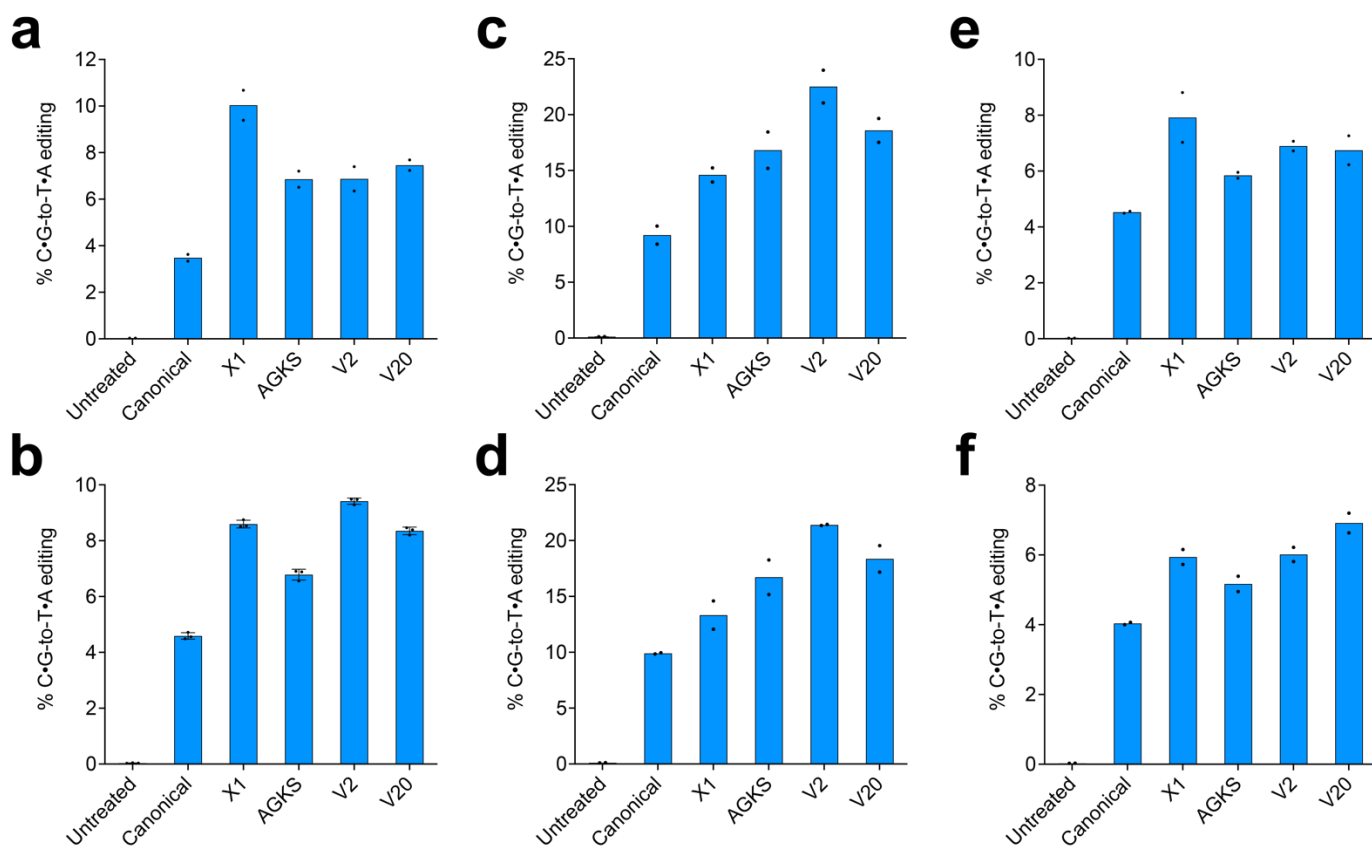 a
% C•G-to-T•A editing
12
10
8
6
4
2
0
Untreated
Canonical
X1
AGKS
V2
V20
c
% C•G-to-T•A editing
25
20
15
10
5
0
Untreated
Canonical
X1
AGKS
V2
V20
e
% C•G-to-T•A editing
10
8
6
4
2
0
Untreated
Canonical
X1
AGKS
V2
V20
b
% C•G-to-T•A editing
10
8
6
4
2
0
Untreated
Canonical
X1
AGKS
V2
V20
d
% C•G-to-T•A editing
25
20
15
10
5
0
Untreated
Canonical
X1
AGKS
V2
V20
f
% C•G-to-T•A editing
8
6
4
2
0
Untreated
Canonical
X1
AGKS
V2
V20